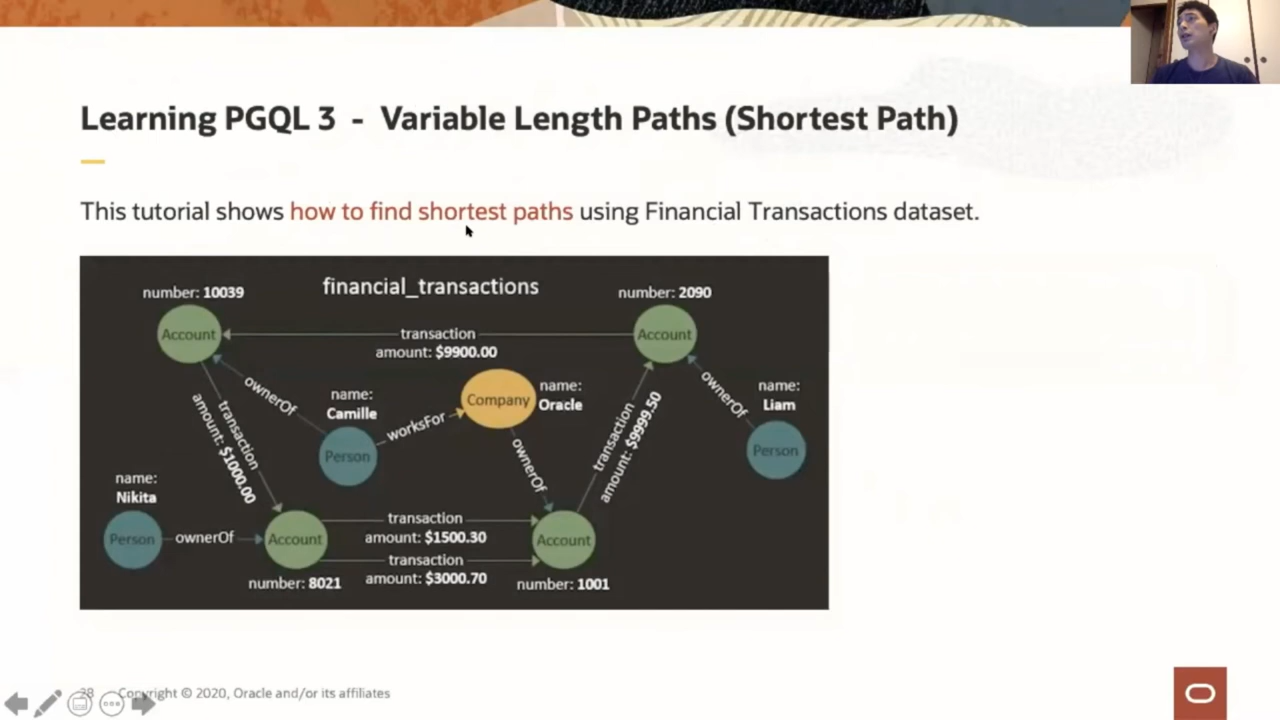 Learning PGQL 3 - Variable Length Paths (Shortest Path)
This tutorial shows how to find shortest paths using Financial Transactions dataset.
financial_transactions
number: 10039
number: 2090
Account
transaction
amount: $9900.00
Account
ownerOf
name:
Camille
Company
name:
Oracle
ownerOf
name:
Liam
transaction
amount: $1000.00
Person
worksFor
ownerOf
transaction
amount: $9999.50
Person
name:
Nikita
Person
ownerOf
Account
transaction
amount: $1500.30
transaction
amount: $3000.70
Account
number: 8021
number: 1001
28 Copyright © 2020, Oracle and/or its affiliates